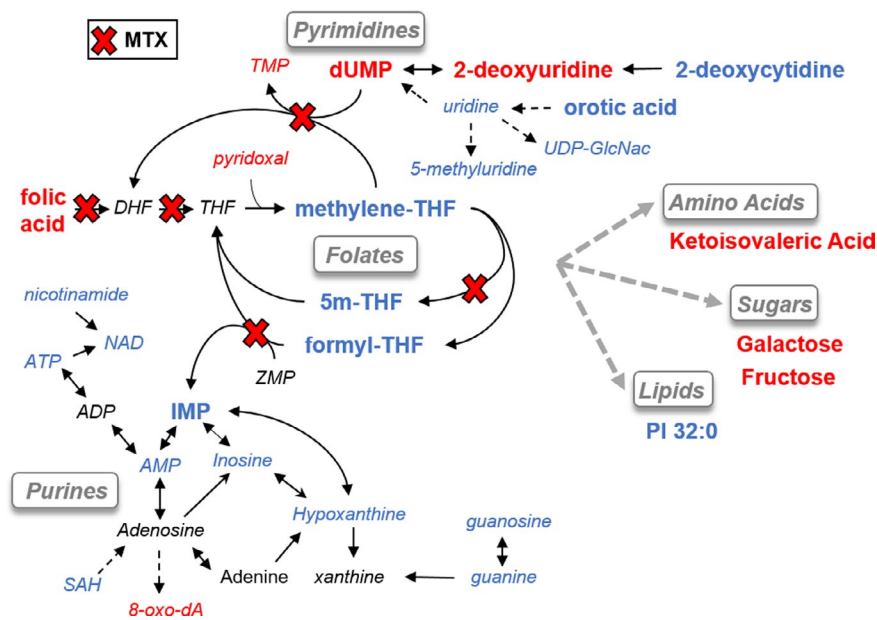 MTX
Pyrimidines
TMP
dUMP
2-deoxyuridine
2-deoxycytidine
uridine
orotic acid
UDP-GlcNac
5-methyluridine
pyridoxal
folic
acid
DHF
THF
methylene-THF
Amino Acids
Ketoisovaleric Acid
Folates
5m-THF
formyl-THF
ZMP
Sugars
Galactose
Fructose
Lipids
PI 32:0
nicotinamide
NAD
ATP
ADP
IMP
AMP
Inosine
Purines
Adenosine
Hypoxanthine
guanosine
SAH
Adenine
xanthine
guanine
8-oxo-dA